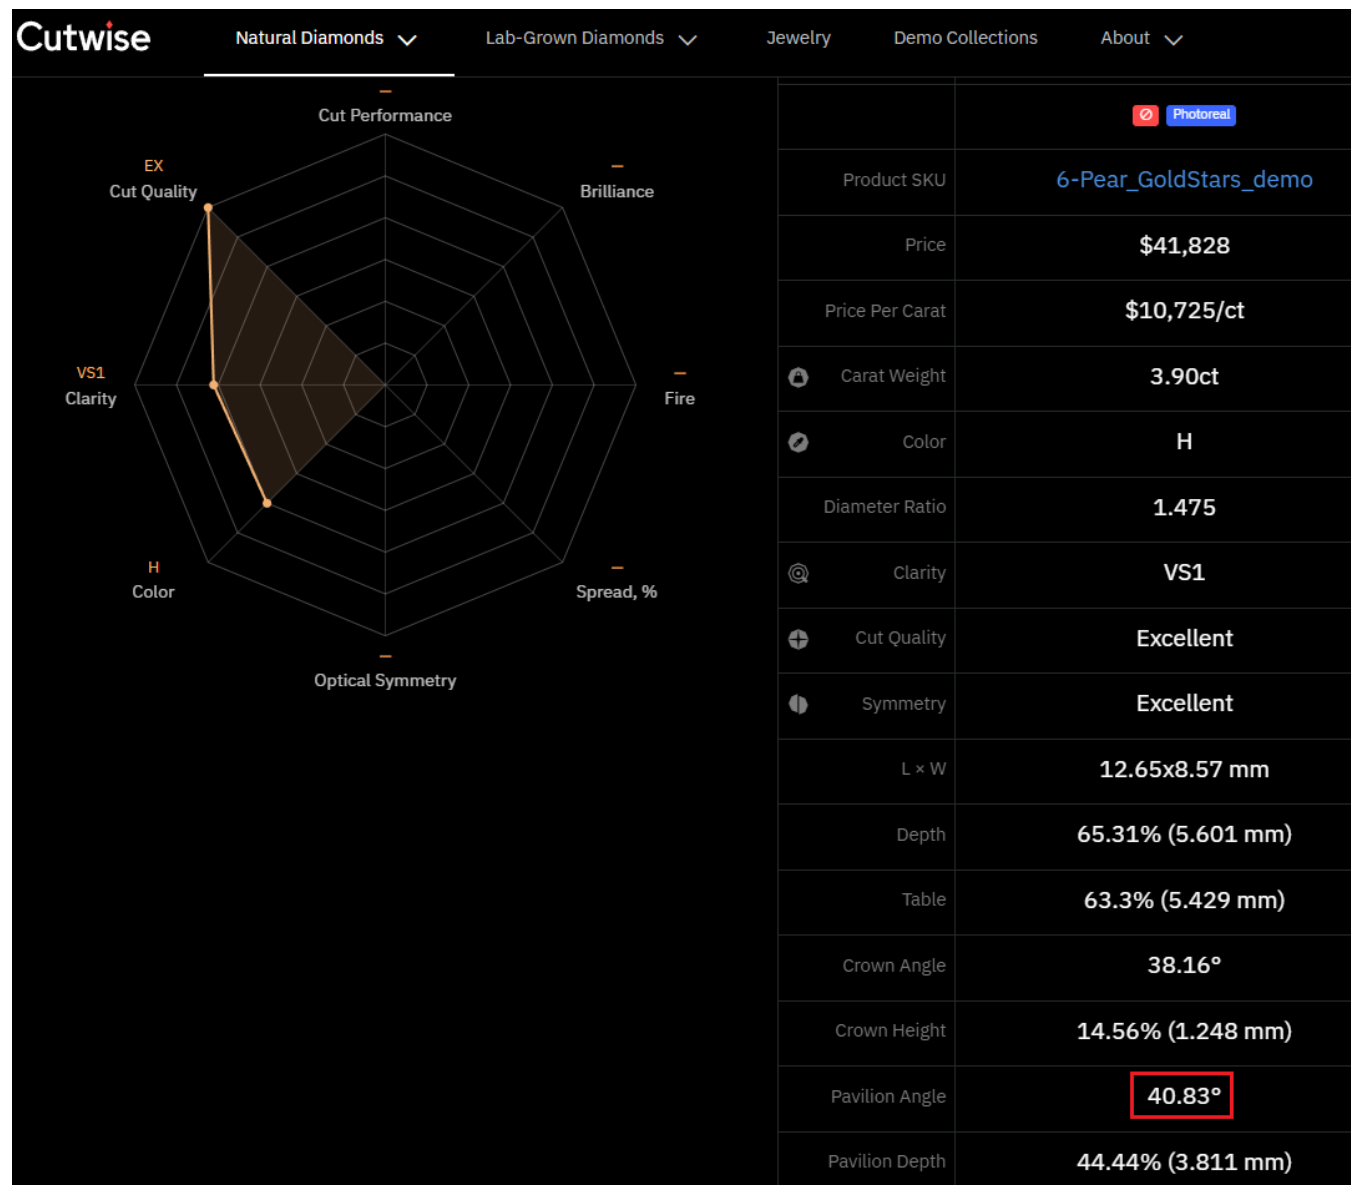 Cutwise
Natural Diamonds
Lab-Grown Diamonds
Jewelry
Demo Collections
About
–
Cut Performance
EX
Cut Quality
–
Brilliance
VS1
Clarity
–
Fire
H
Color
–
Spread, %
–
Optical Symmetry
Photoreal
Product SKU 6-Pear_GoldStars_demo
Price $41,828
Price Per Carat $10,725/ct
Carat Weight 3.90ct
Color H
Diameter Ratio 1.475
Clarity VS1
Cut Quality Excellent
Symmetry Excellent
L × W 12.65x8.57 mm
Depth 65.31% (5.601 mm)
Table 63.3% (5.429 mm)
Crown Angle 38.16°
Crown Height 14.56% (1.248 mm)
Pavilion Angle 40.83°
Pavilion Depth 44.44% (3.811 mm)